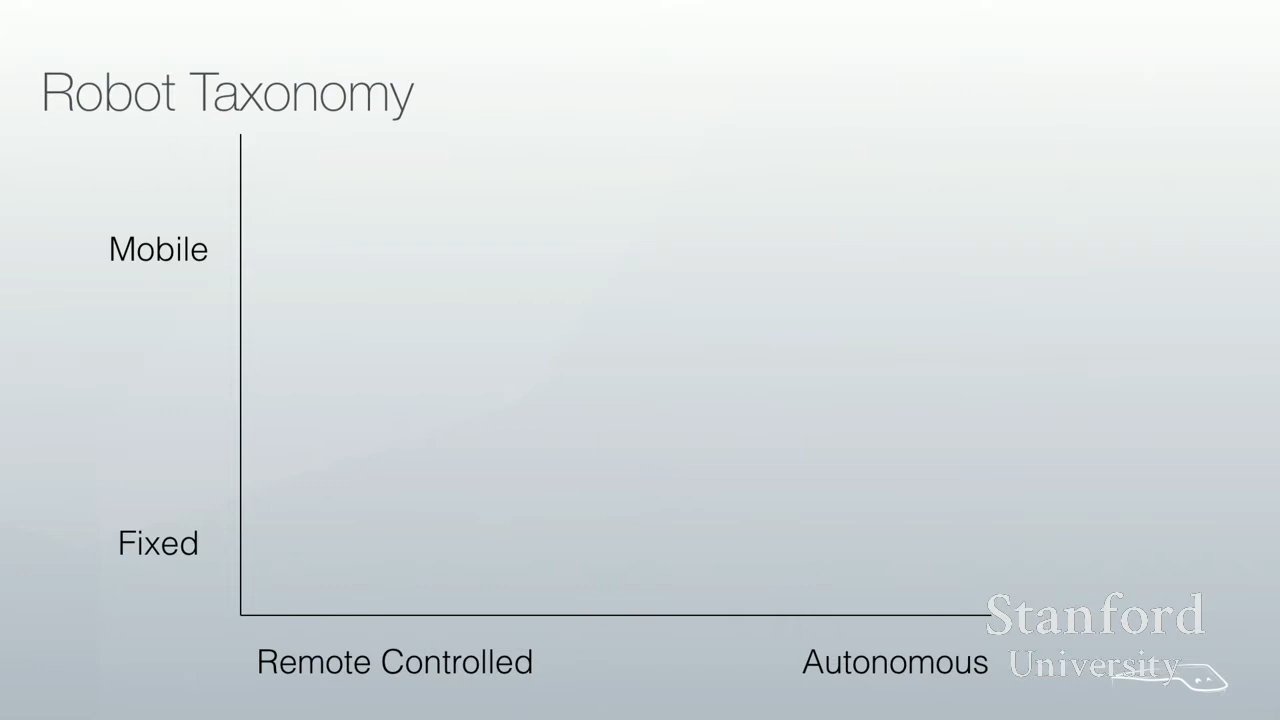 Robot Taxonomy
Mobile
Fixed
Remote Controlled
Autonomous
Stanford
University